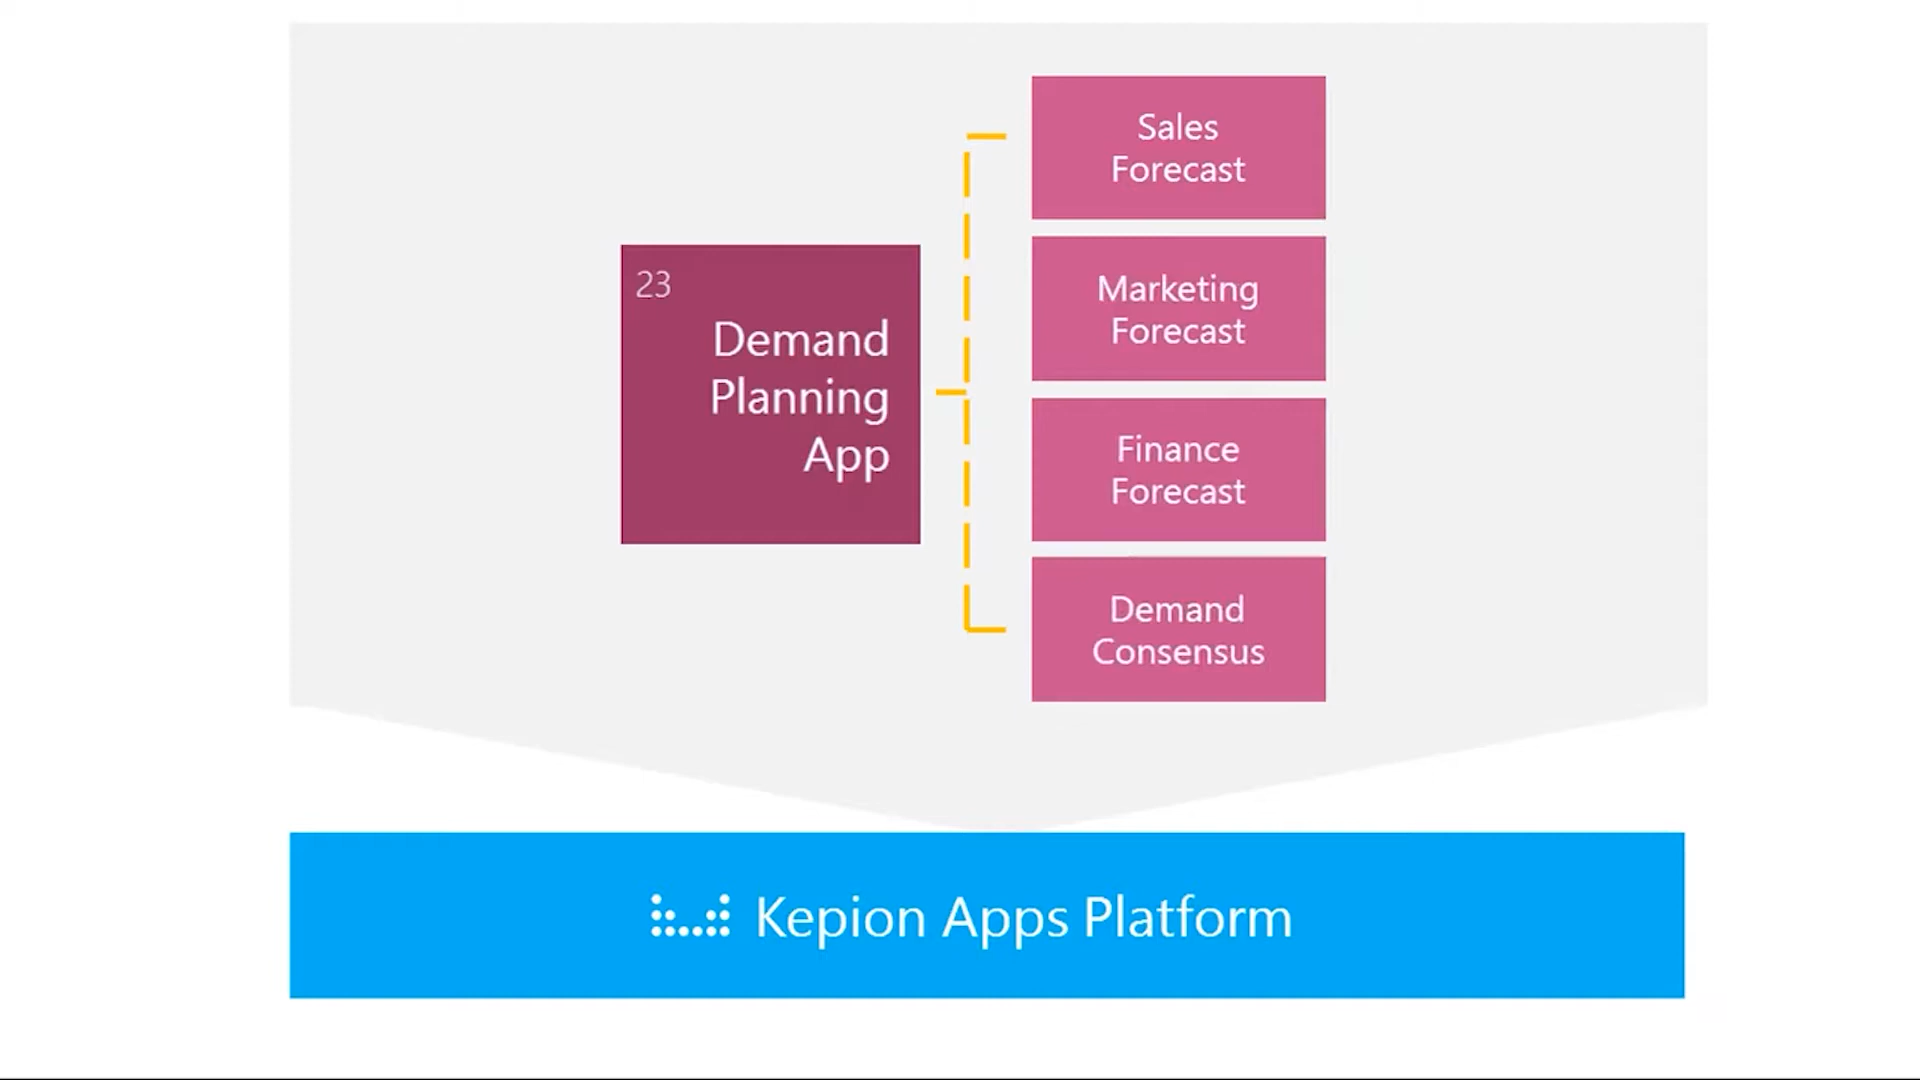 23
Demand
Planning
App
Sales
Forecast
Marketing
Forecast
Finance
Forecast
Demand
Consensus
Kepion Apps Platform